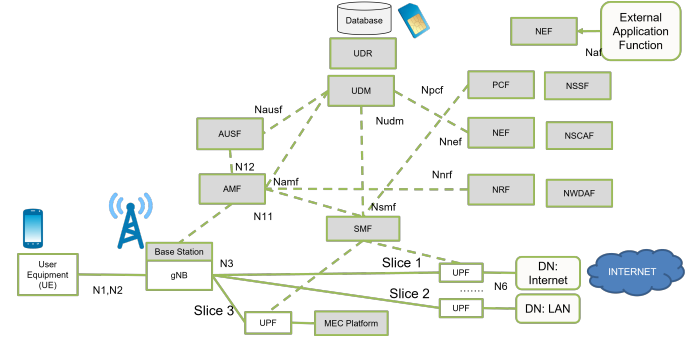 Database
External
Application
Function
NEF
Naf
UDR
UDM
Npcf
PCF
NSSF
Nausf
Nudm
AUSF
NEF
NSCAF
Nnef
N12
Namf
Nnrf
AMF
NRF
NWDAF
N11
Nsmf
SMF
Base Station
gNB
N3
User
Equipment
(UE)
N1,N2
Slice 1
UPF
DN:
Internet
INTERNET
........
N6
Slice 2
UPF
DN: LAN
Slice 3
UPF
MEC Platform